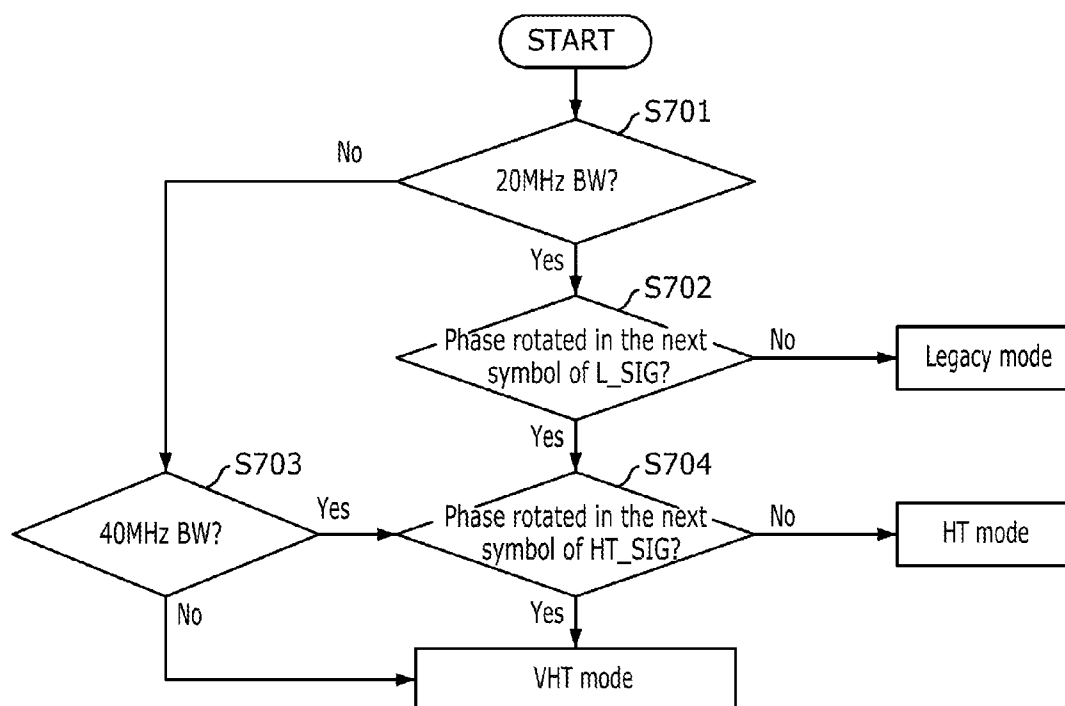 START
S701
20MHz BW?
No
Yes
S702
Phase rotated in the next
symbol of L_SIG?
No
Legacy mode
Yes
S703
40MHz BW?
Yes
No
S704
Phase rotated in the next
symbol of HT_SIG?
No
HT mode
Yes
VHT mode